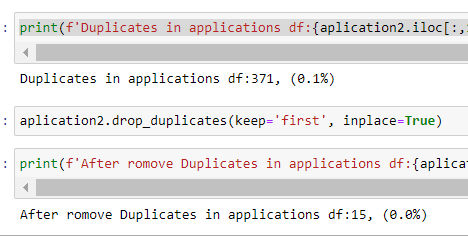 : print(f'Duplicates in applications df:{aplication2.iloc[:,
Duplicates in applications df:371, (0.1%)
: aplication2.drop_duplicates(keep='first', inplace=True)
: print(f'After romove Duplicates in applications df:{aplica
After romove Duplicates in applications df:15, (0.0%)